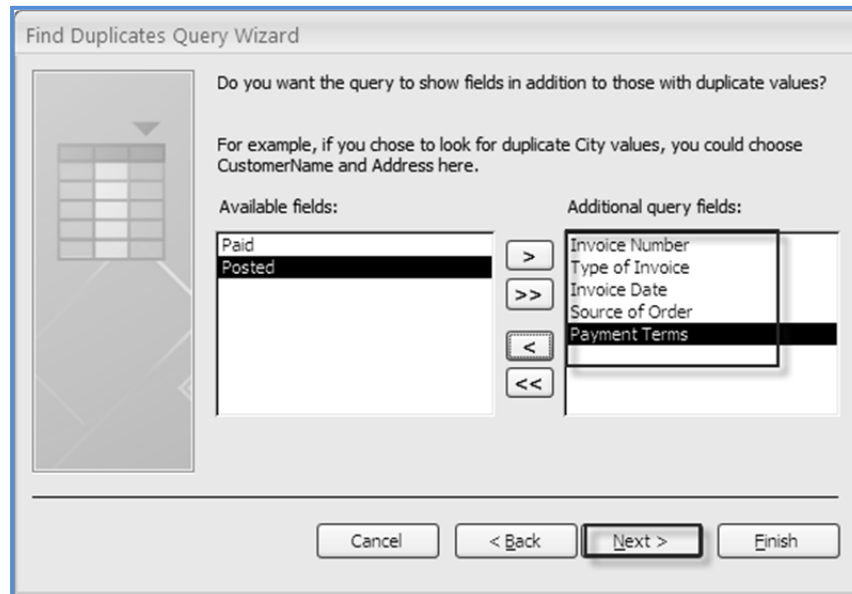 Find Duplicates Query Wizard
Do you want the query to show fields in addition to those with duplicate values?
For example, if you chose to look for duplicate City values, you could choose
CustomerName and Address here.
Available fields:
Paid
Posted
>
>>
<
<<
Additional query fields:
Invoice Number
Type of Invoice
Invoice Date
Source of Order
Payment Terms
Cancel
< Back
Next >
Finish